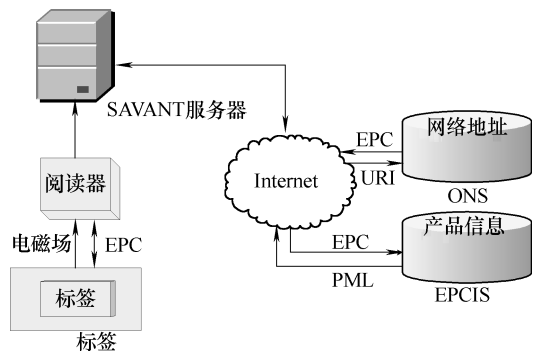 SAVANT服务器
阅读器
电磁场
EPC
标签
标签
Internet
EPC
URI
网络地址
ONS
EPC
PML
产品信息
EPCIS